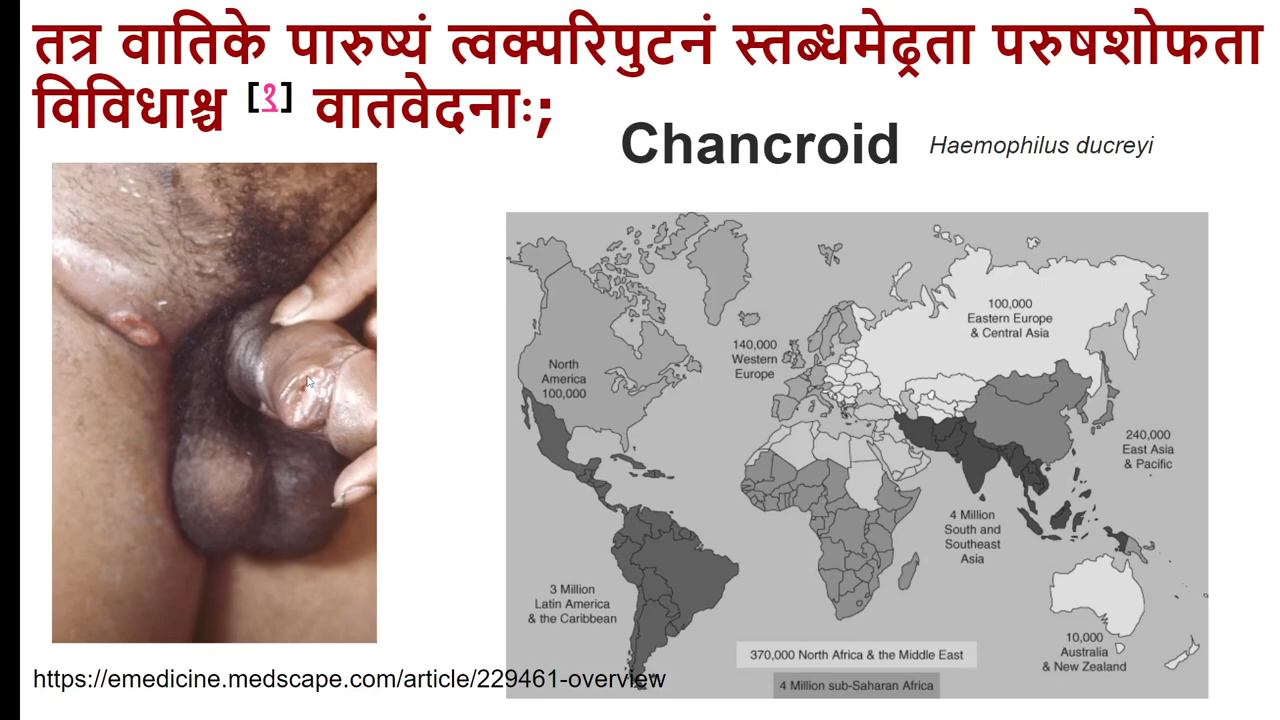 तत्र वातिके पारुष्यं त्वक्परिपुटनं स्तब्धमेढ्रता परुषशोफता
विविधाश्च [१] वातवेदनाः;
Chancroid Haemophilus ducreyi
100,000
Eastern Europe
& Central Asia
140,000
Western
Europe
North
America
100,000
240,000
East Asia
& Pacific
4 Million
South and
Southeast
Asia
3 Million
Latin America
& the Caribbean
10,000
Australia
& New Zealand
370,000 North Africa & the Middle East
4 Million sub-Saharan Africa
https://emedicine.medscape.com/article/229461-overview